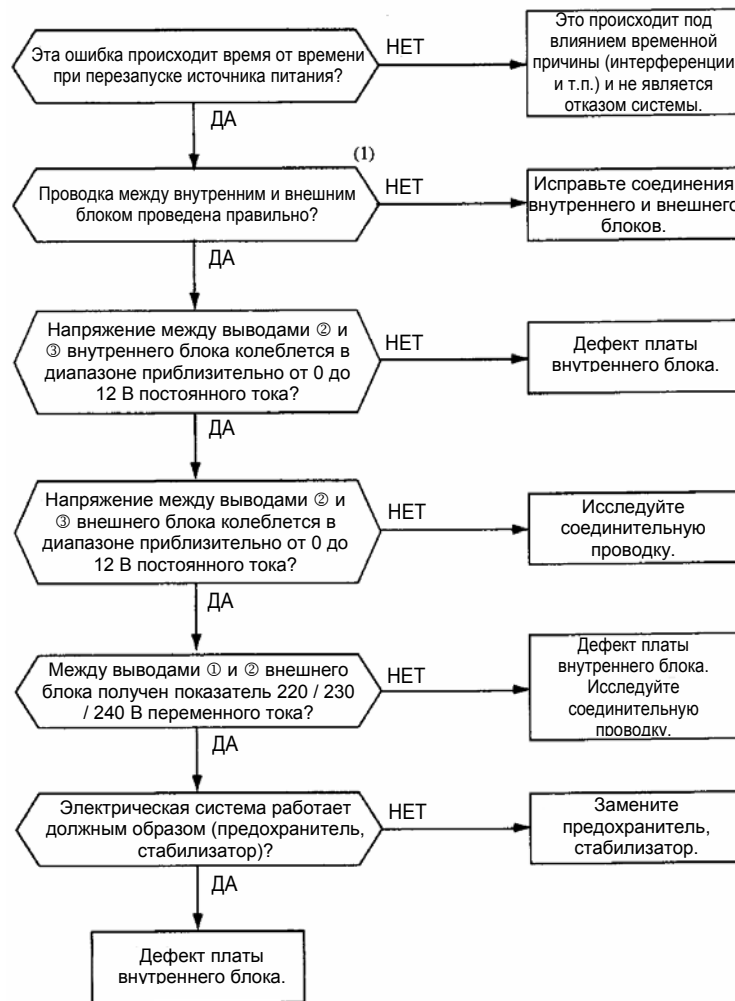 Эта ошибка происходит время от времени
при перезапуске источника питания?
НЕТ
Это происходит под
влиянием временной
причины (интерференции
и т.п.) и не является
отказом системы.
ДА
(1)
Проводка между внутренним и внешним
блоком проведена правильно?
НЕТ
Исправьте соединения
внутреннего и внешнего
блоков.
ДА
Напряжение между выводами ② и
③ внутреннего блока колеблется в
диапазоне приблизительно от 0 до
12 В постоянного тока?
НЕТ
Дефект платы
внутреннего блока.
ДА
Напряжение между выводами ② и
③ внешнего блока колеблется в
диапазоне приблизительно от 0 до
12 В постоянного тока?
НЕТ
Исследуйте
соединительную
проводку.
ДА
Между выводами ① и ② внешнего
блока получен показатель 220 / 230
/ 240 В переменного тока?
НЕТ
Дефект платы
внутреннего блока.
Исследуйте
соединительную
проводку.
ДА
Электрическая система работает
должным образом (предохранитель,
стабилизатор)?
НЕТ
Замените
предохранитель,
стабилизатор.
ДА
Дефект платы
внутреннего блока.